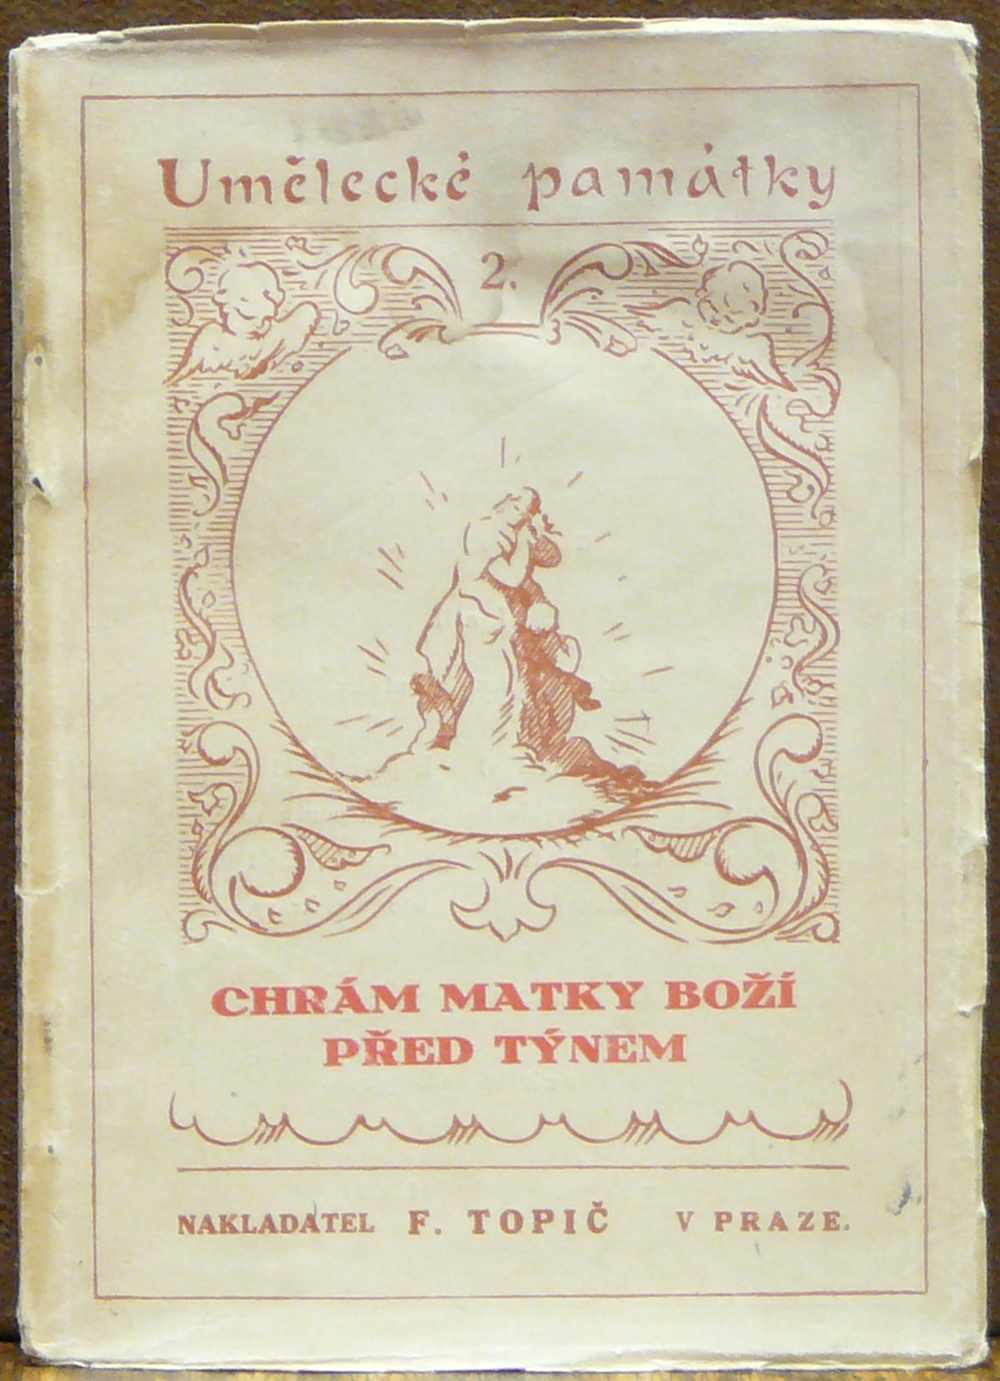 Umělecké památky
2.
CHRÁM MATKY BOŽÍ
PŘED TÝNEM
NAKLADATEL F. TOPIČ V PRAZE.